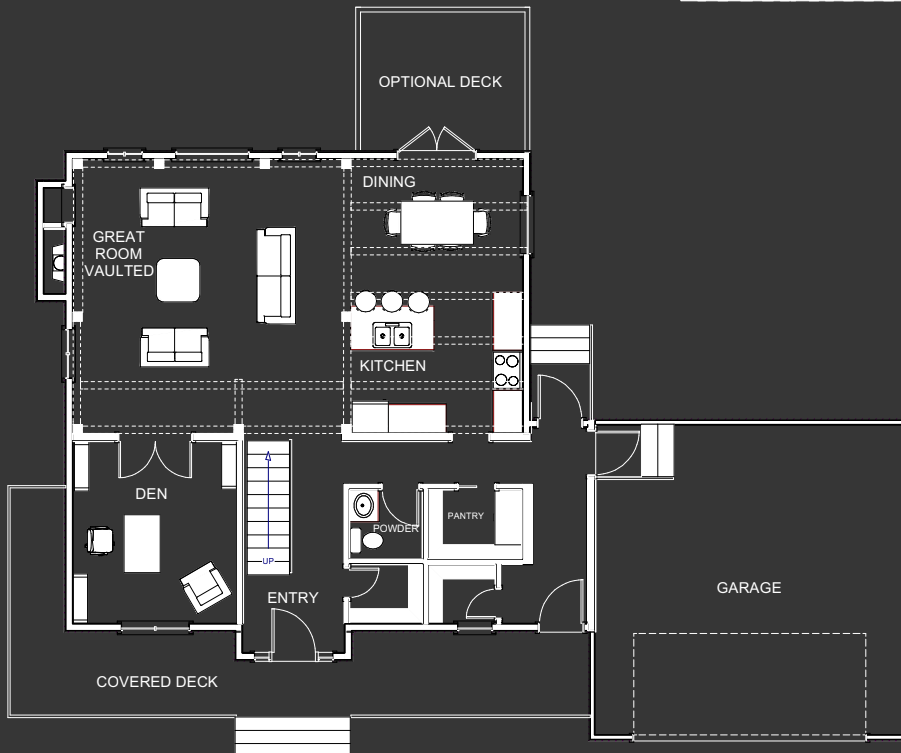 OPTIONAL DECK
DINING
GREAT
ROOM
VAULTED
KITCHEN
DEN
POWDER
PANTRY
UP
ENTRY
GARAGE
COVERED DECK